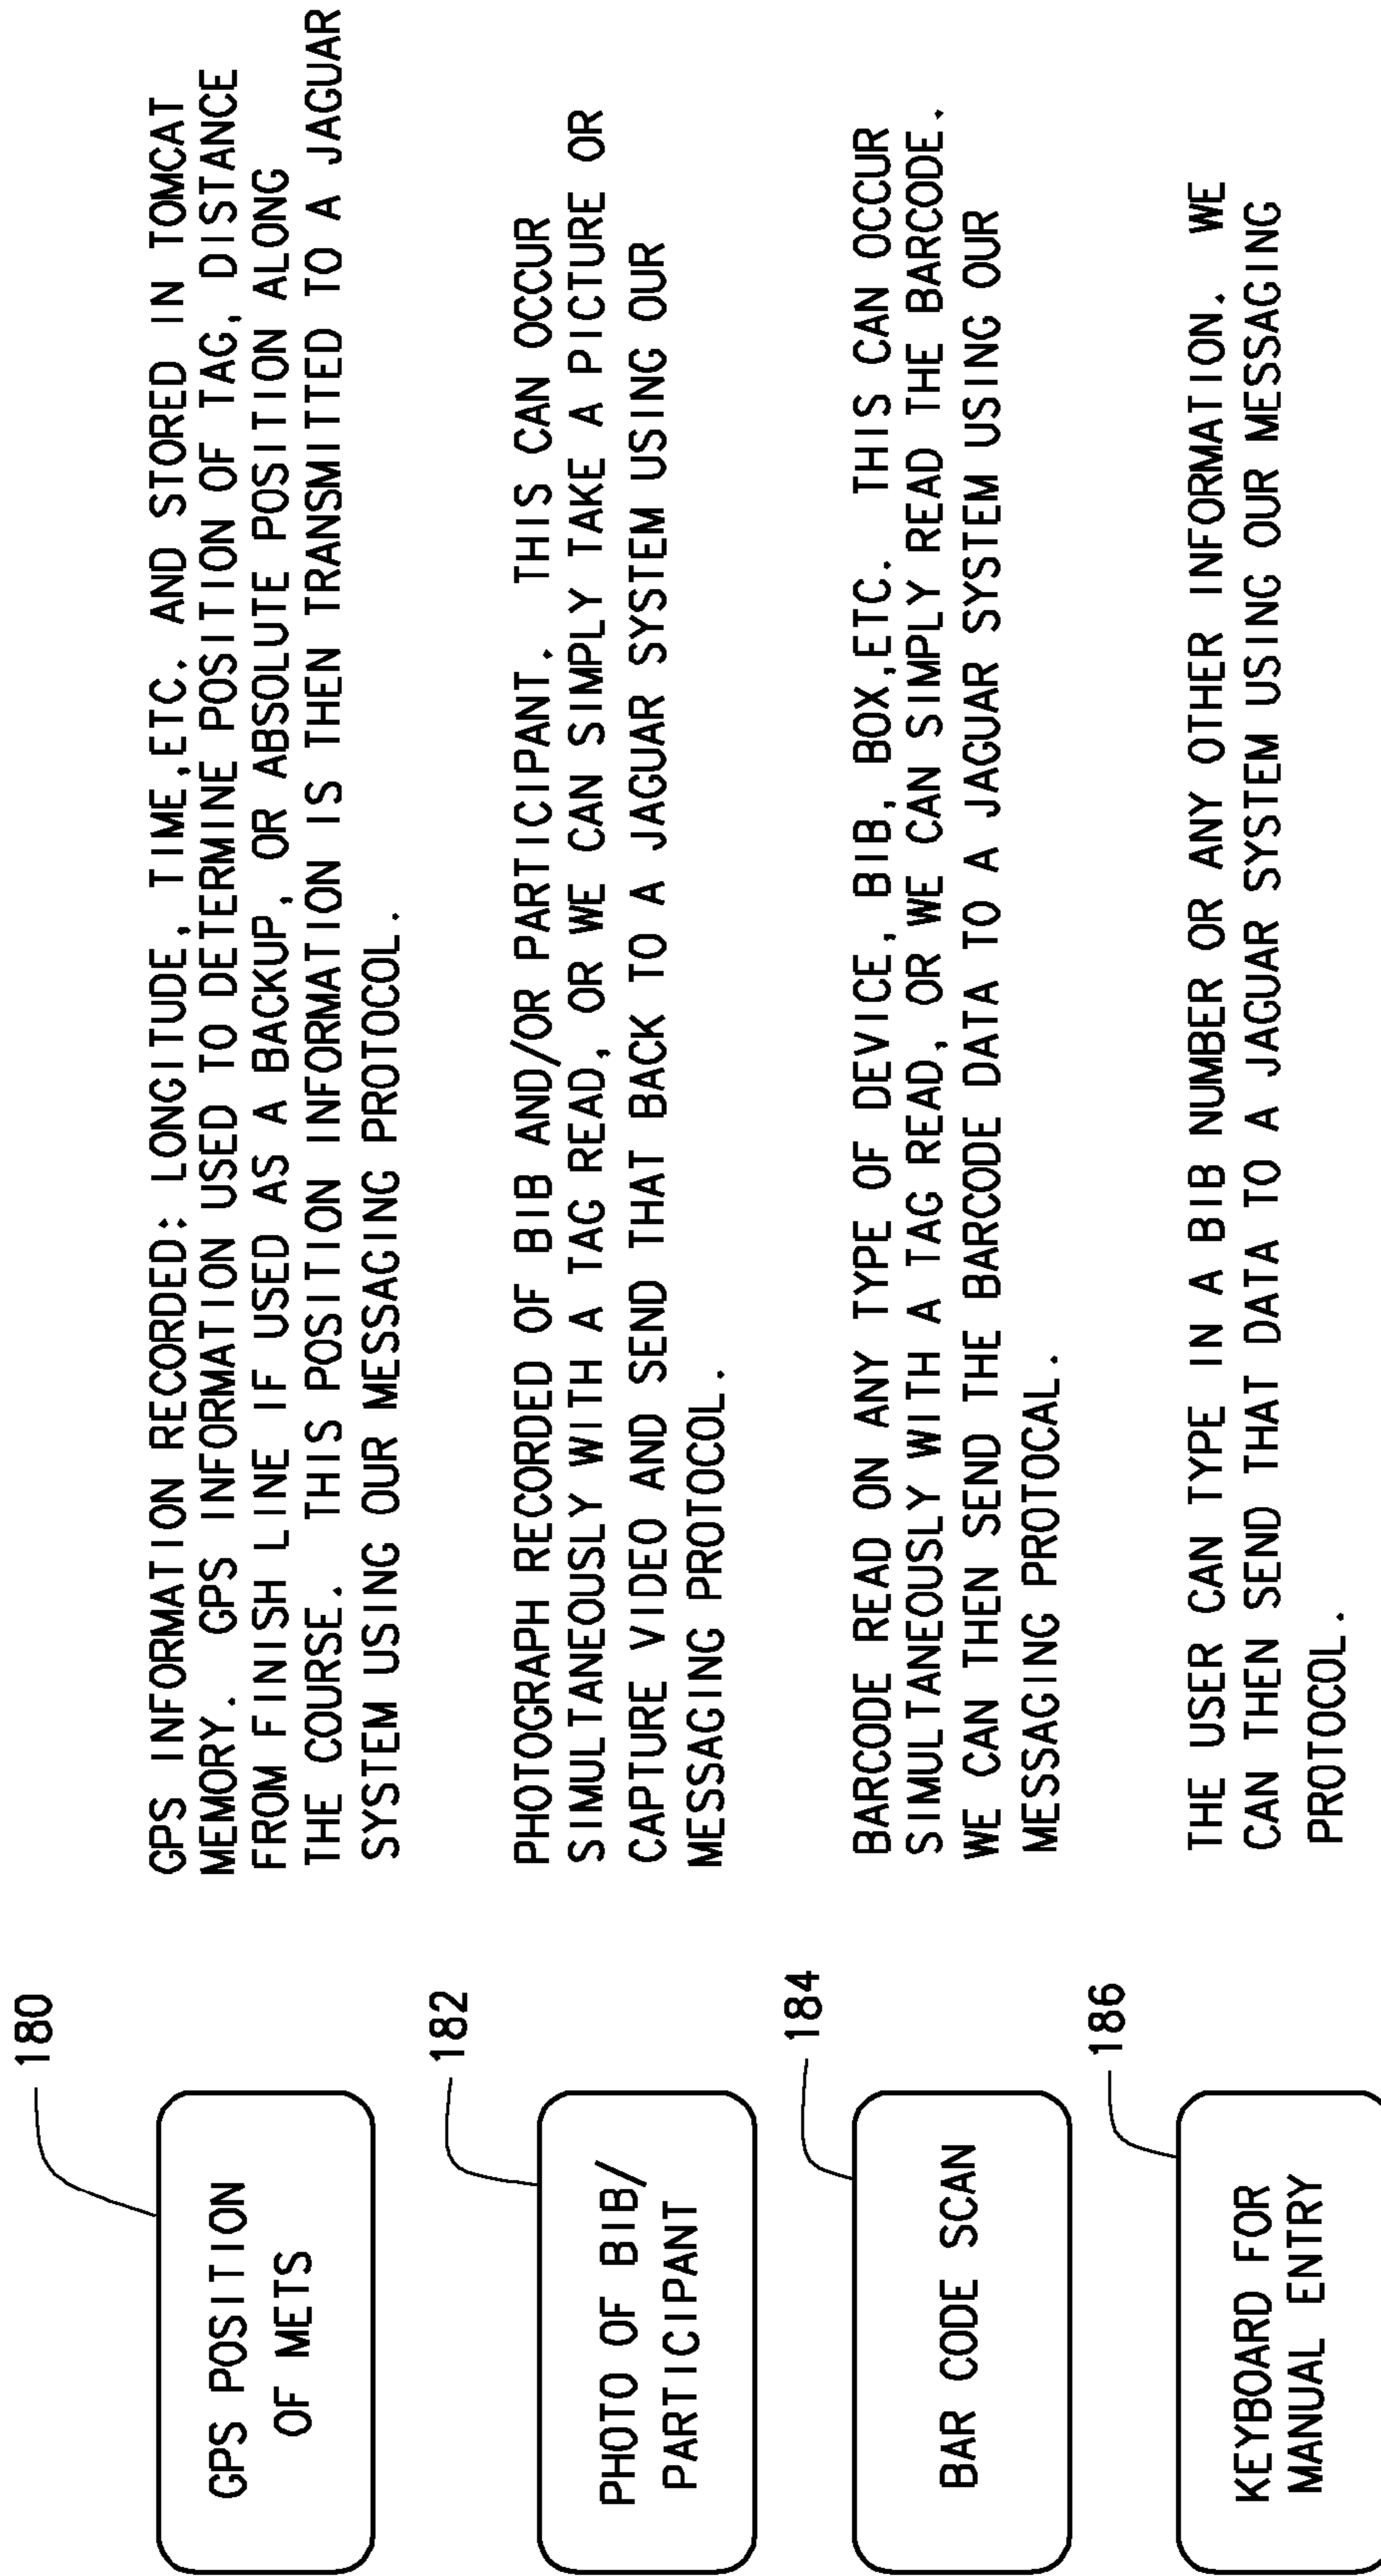 180
GPS POSITION
OF METS
GPS INFORMATION RECORDED: LONGITUDE, TIME,ETC. AND STORED IN TOMCAT
MEMORY. GPS INFORMATION USED TO DETERMINE POSITION OF TAG, DISTANCE
FROM FINISH LINE IF USED AS A BACKUP, OR ABSOLUTE POSITION ALONG
THE COURSE. THIS POSITION INFORMATION IS THEN TRANSMITTED TO A JAGUAR
SYSTEM USING OUR MESSAGING PROTOCOL.
182
PHOTO OF BIB/
PARTICIPANT
PHOTOGRAPH RECORDED OF BIB AND/OR PARTICIPANT. THIS CAN OCCUR
SIMULTANEOUSLY WITH A TAG READ, OR WE CAN SIMPLY TAKE A PICTURE OR
CAPTURE VIDEO AND SEND THAT BACK TO A JAGUAR SYSTEM USING OUR
MESSAGING PROTOCOL.
184
BAR CODE SCAN
BARCODE READ ON ANY TYPE OF DEVICE, BIB, BOX,ETC. THIS CAN OCCUR
SIMULTANEOUSLY WITH A TAG READ, OR WE CAN SIMPLY READ THE BARCODE.
WE CAN THEN SEND THE BARCODE DATA TO A JAGUAR SYSTEM USING OUR
MESSAGING PROTOCAL.
186
KEYBOARD FOR
MANUAL ENTRY
THE USER CAN TYPE IN A BIB NUMBER OR ANY OTHER INFORMATION. WE
CAN THEN SEND THAT DATA TO A JAGUAR SYSTEM USING OUR MESSAGING
PROTOCOL.